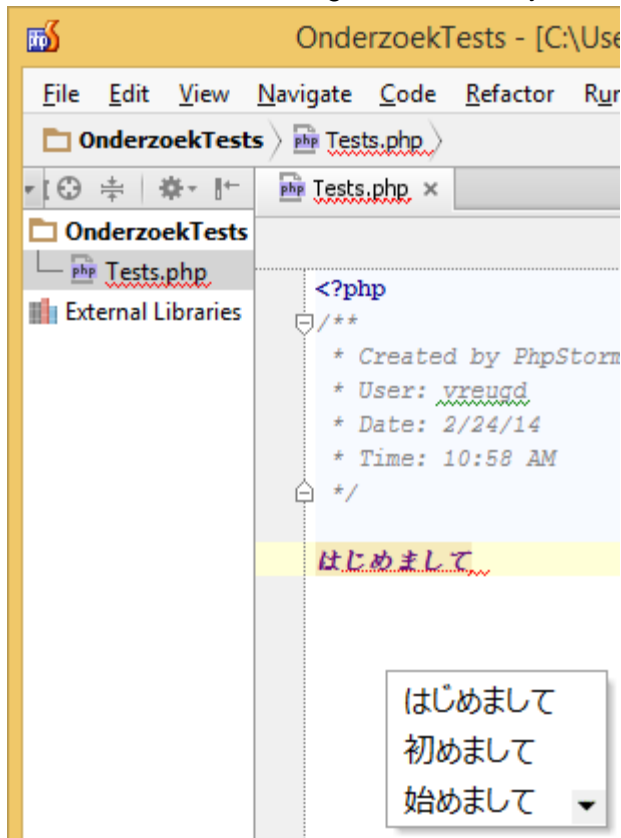 OnderzoekTests - [C:\Use
File Edit View Navigate Code Refactor Run
OnderzoekTests Tests.php
Tests.php
OnderzoekTests
Tests.php
External Libraries
<?php
/**
* Created by PhpStorm
* User: vreugd
* Date: 2/24/14
* Time: 10:58 AM
*/
はじめまして
はじめまして
初めまして
始めまして